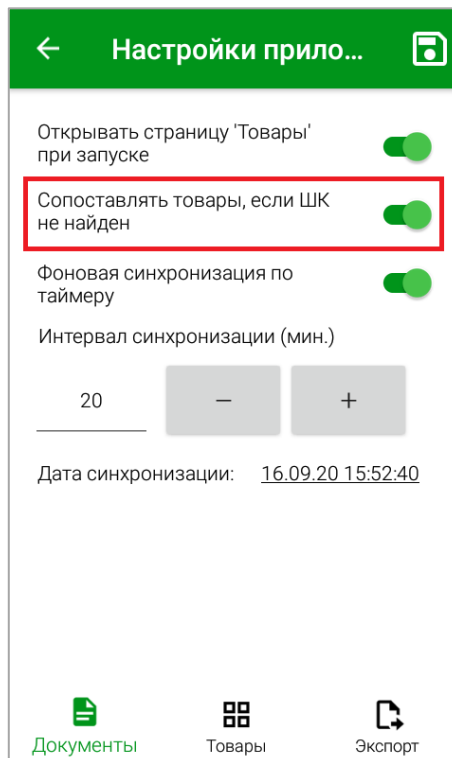 Настройки прило...
Открывать страницу 'Товары'
при запуске
Сопоставлять товары, если ШК
не найден
Фоновая синхронизация по
таймеру
Интервал синхронизации (мин.)
20 − +
Дата синхронизации: 16.09.20 15:52:40
Документы Товары Экспорт